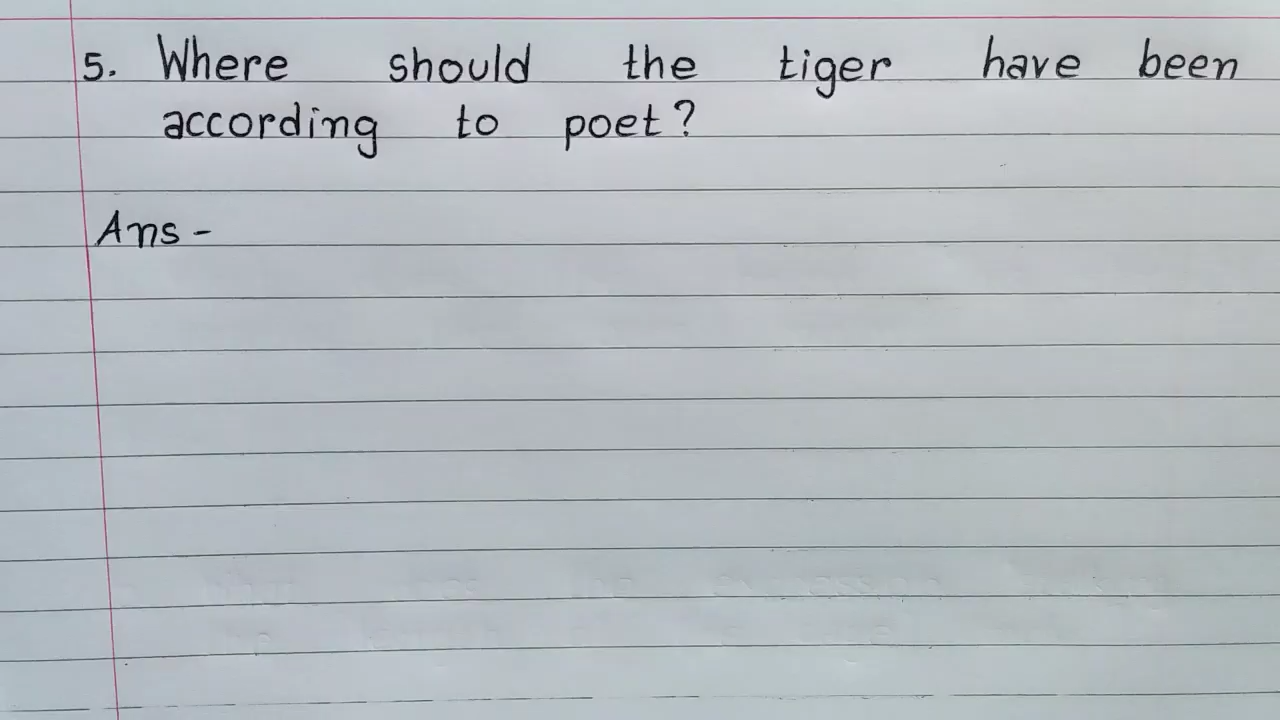 5. Where should the tiger have been
according to poet?
Ans -